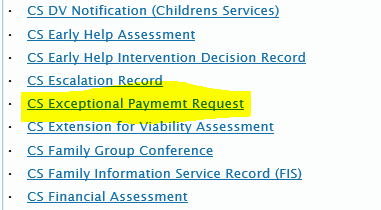 CS DV Notification (Childrens Services)
CS Early Help Assessment
CS Early Help Intervention Decision Record
CS Escalation Record
CS Exceptional Paymemt Request
CS Extension for Viability Assessment
CS Family Group Conference
CS Family Information Service Record (FIS)
CS Financial Assessment